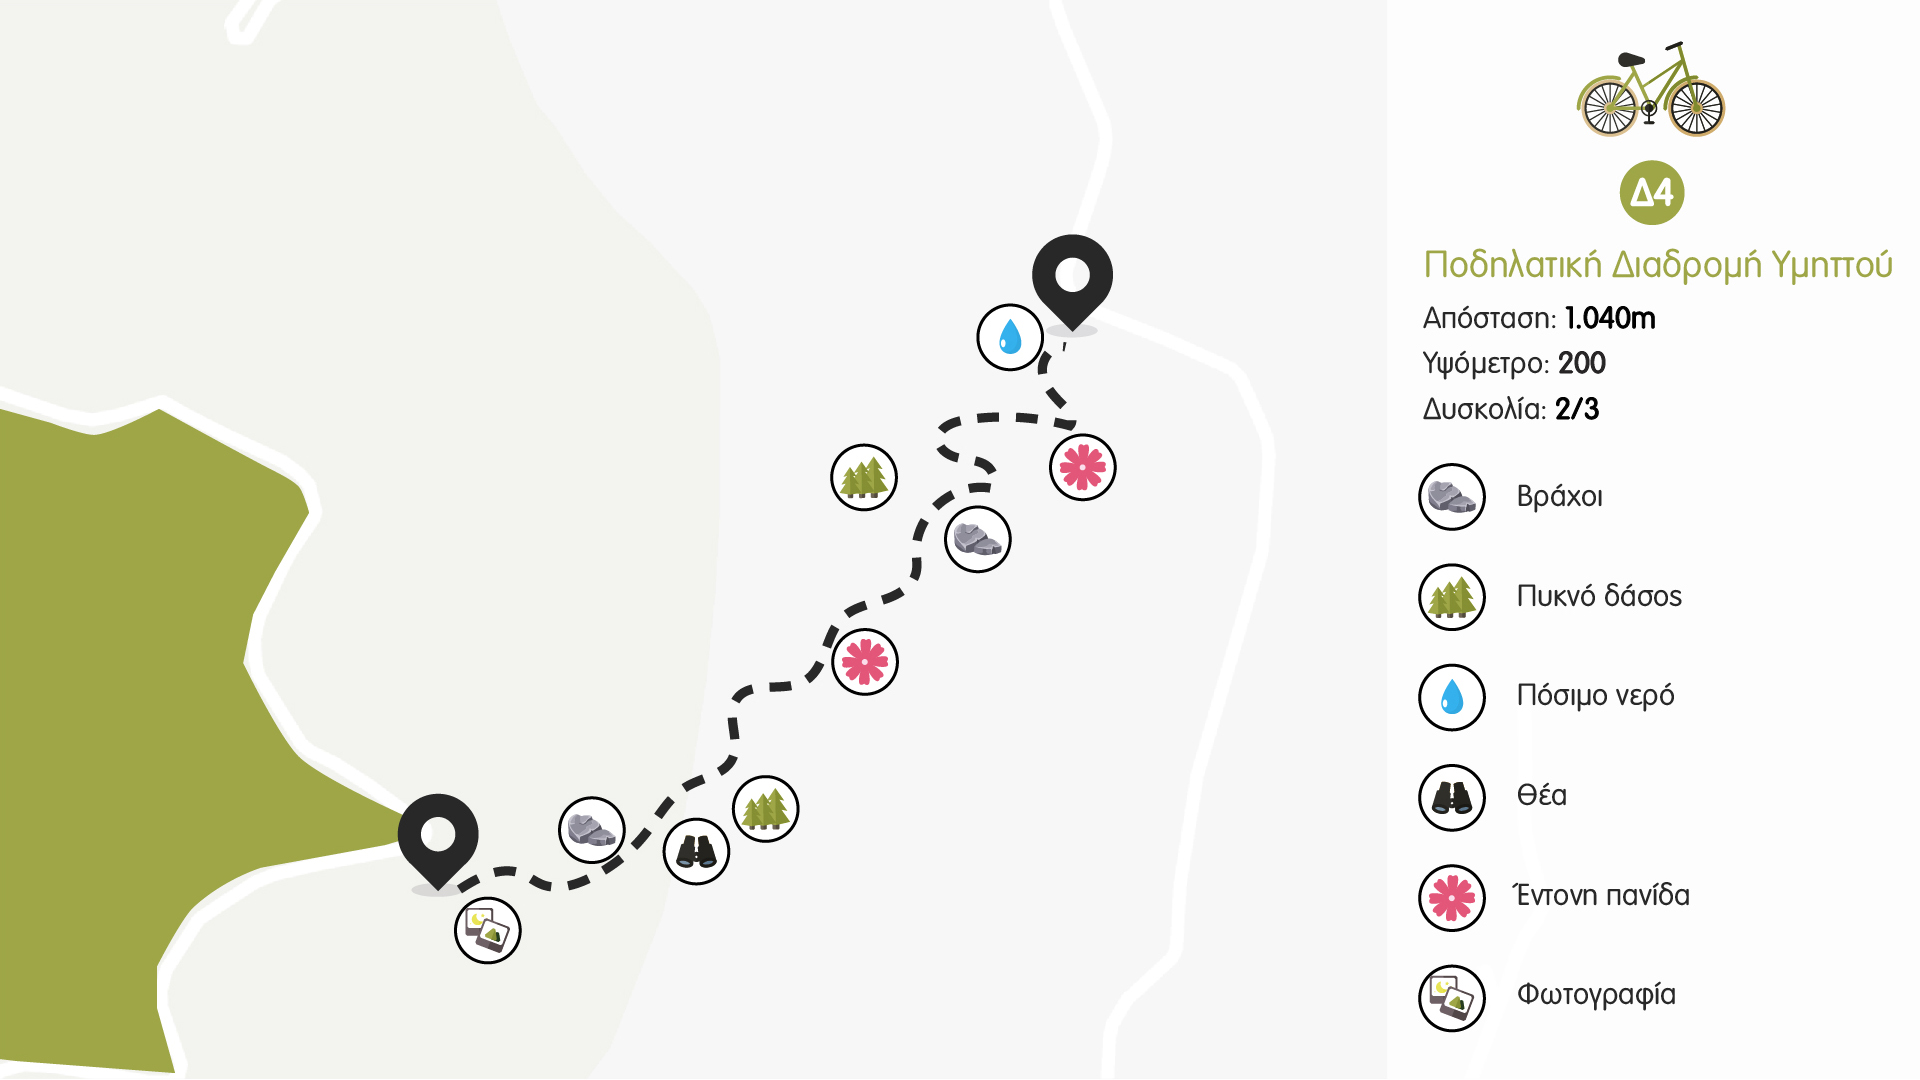 Δ4
Ποδηλατική Διαδρομή Υμηττού
Απόσταση: 1.040m
Υψόμετρο: 200
Δυσκολία: 2/3
Βράχοι
Πυκνό δάσος
Πόσιμο νερό
Θέα
Έντονη πανίδα
Φωτογραφία